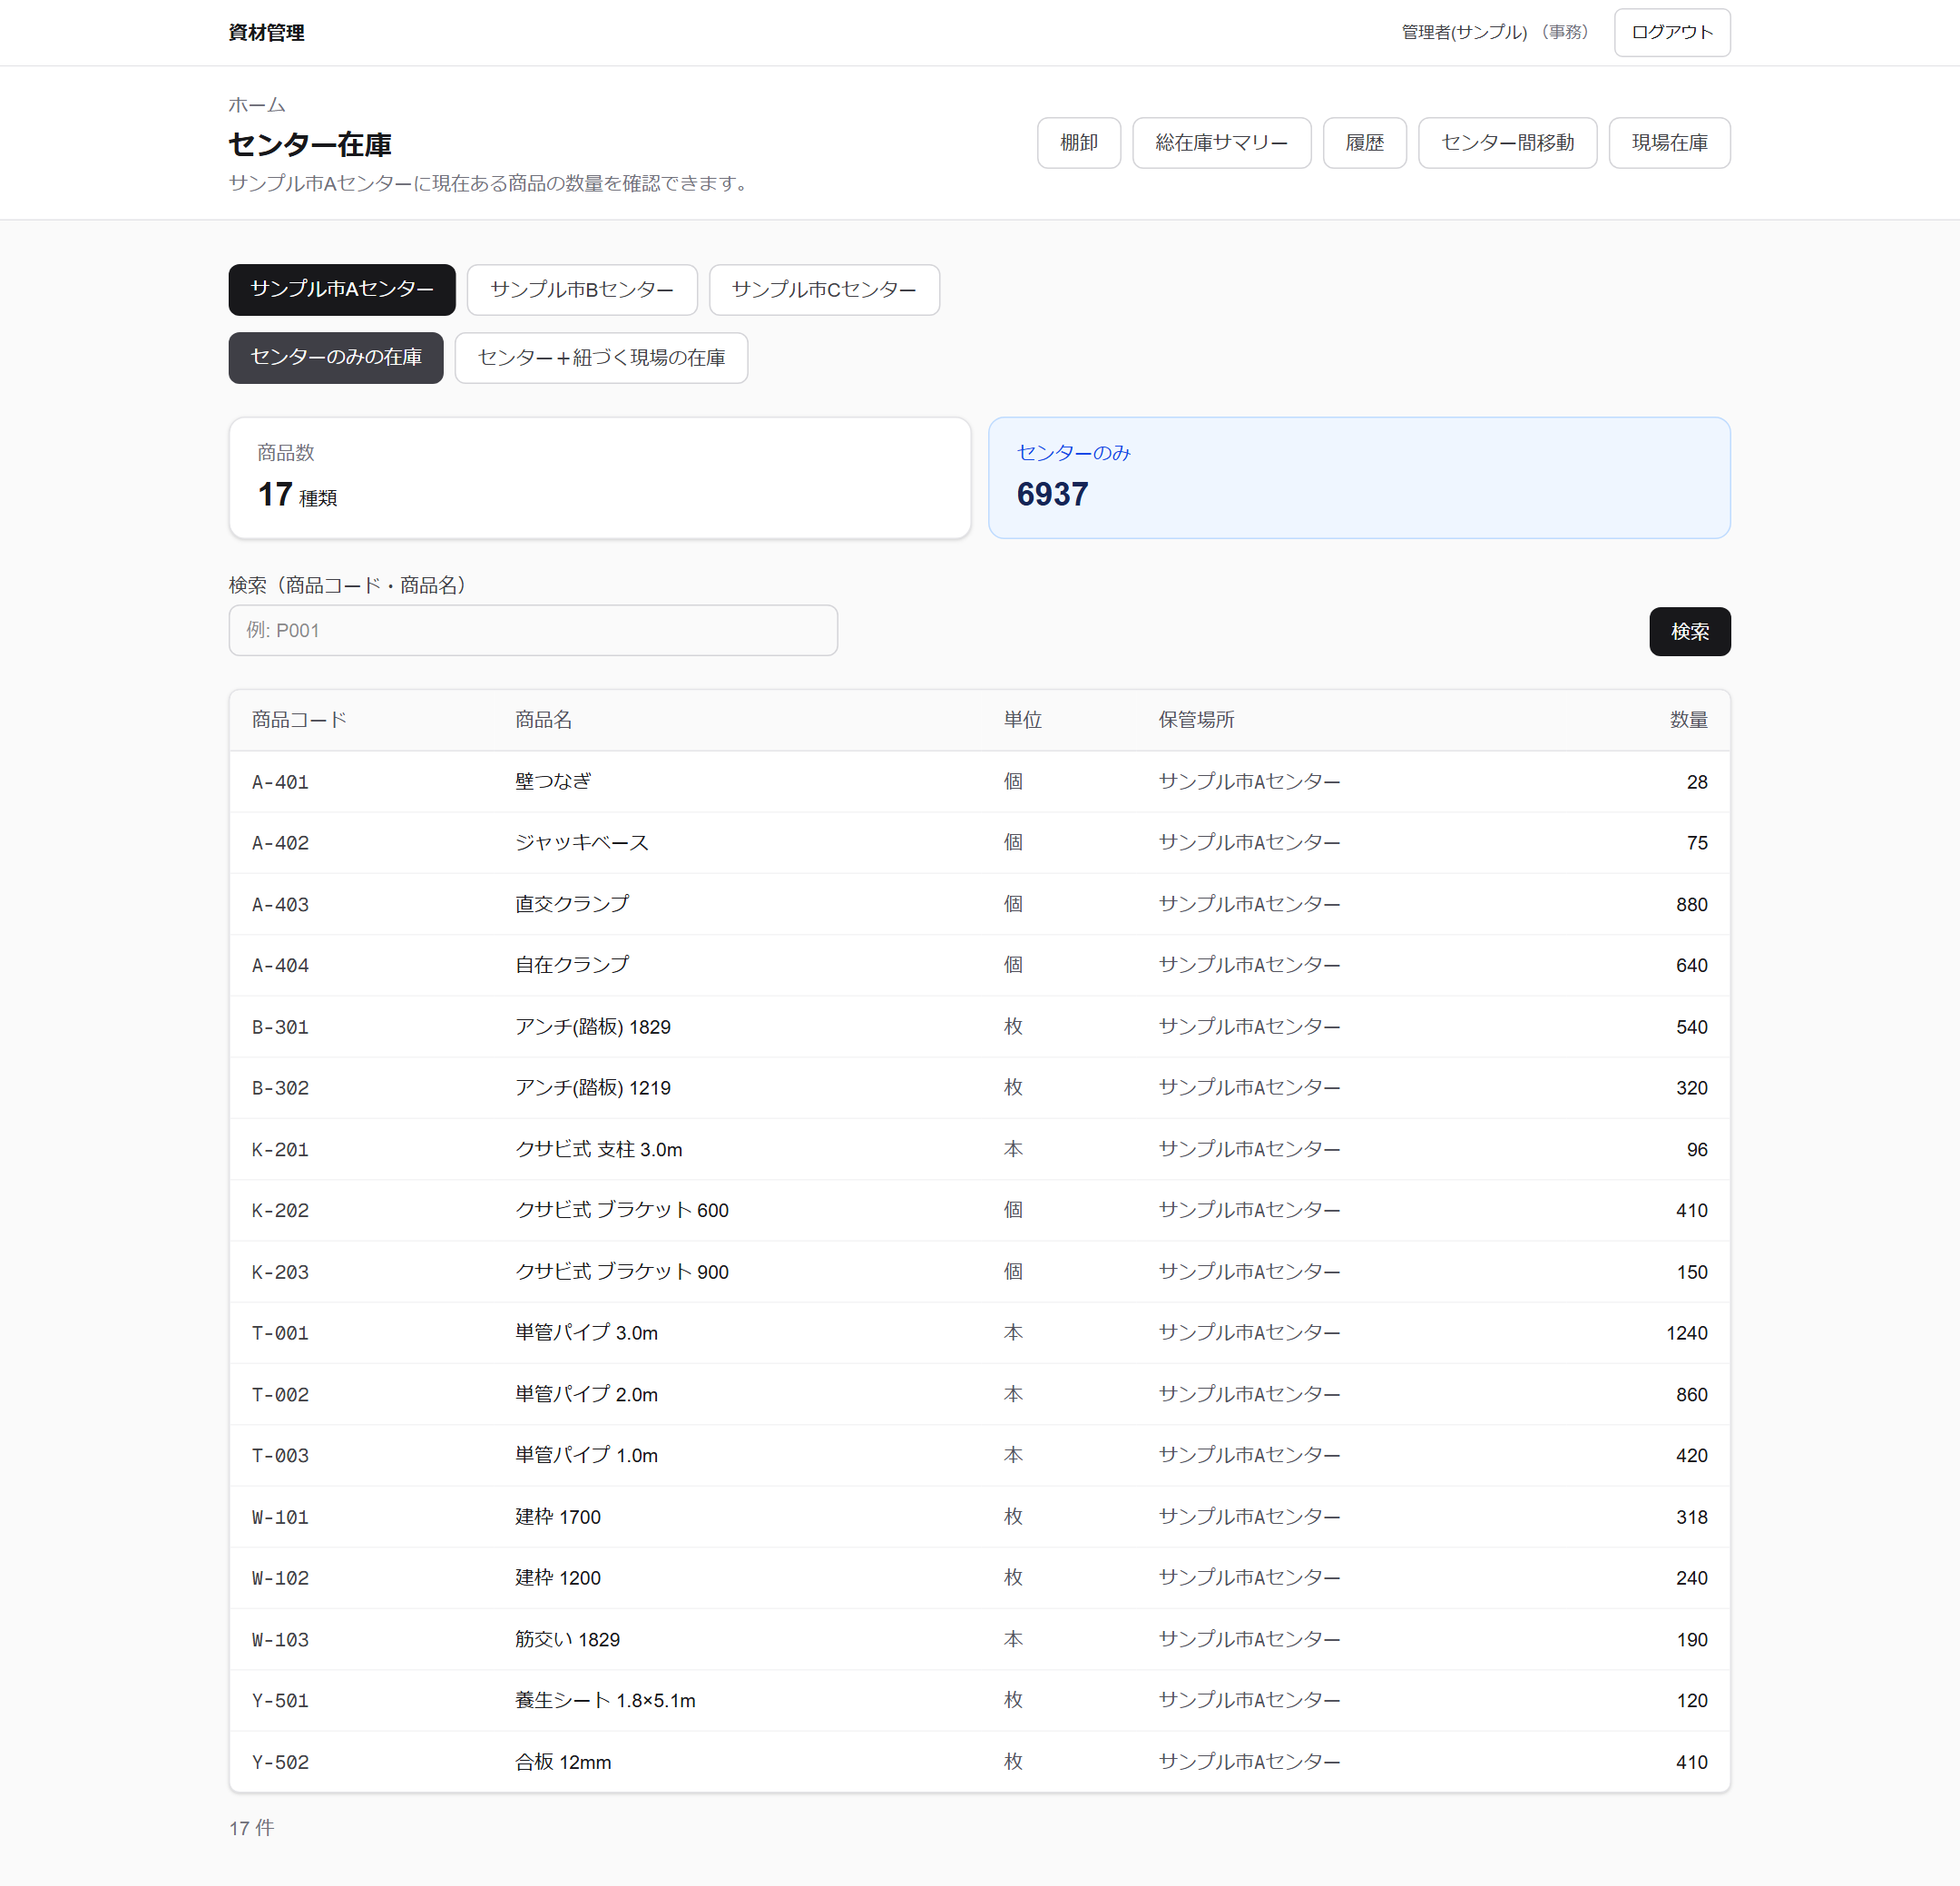 資材管理
管理者(サンプル) （事務） ログアウト
ホーム
センター在庫
サンプル市Aセンターに現在ある商品の数量を確認できます。
棚卸 総在庫サマリー 履歴 センター間移動 現場在庫
サンプル市Aセンター サンプル市Bセンター サンプル市Cセンター
センターのみの在庫 センター＋紐づく現場の在庫
商品数
17 種類
センターのみ
6937
検索（商品コード・商品名）
例: P001
検索
商品コード 商品名 単位 保管場所 数量
A-401 壁つなぎ 個 サンプル市Aセンター 28
A-402 ジャッキベース 個 サンプル市Aセンター 75
A-403 直交クランプ 個 サンプル市Aセンター 880
A-404 自在クランプ 個 サンプル市Aセンター 640
B-301 アンチ(踏板) 1829 枚 サンプル市Aセンター 540
B-302 アンチ(踏板) 1219 枚 サンプル市Aセンター 320
K-201 クサビ式 支柱 3.0m 本 サンプル市Aセンター 96
K-202 クサビ式 ブラケット 600 個 サンプル市Aセンター 410
K-203 クサビ式 ブラケット 900 個 サンプル市Aセンター 150
T-001 単管パイプ 3.0m 本 サンプル市Aセンター 1240
T-002 単管パイプ 2.0m 本 サンプル市Aセンター 860
T-003 単管パイプ 1.0m 本 サンプル市Aセンター 420
W-101 建枠 1700 枚 サンプル市Aセンター 318
W-102 建枠 1200 枚 サンプル市Aセンター 240
W-103 筋交い 1829 本 サンプル市Aセンター 190
Y-501 養生シート 1.8×5.1m 枚 サンプル市Aセンター 120
Y-502 合板 12mm 枚 サンプル市Aセンター 410
17 件